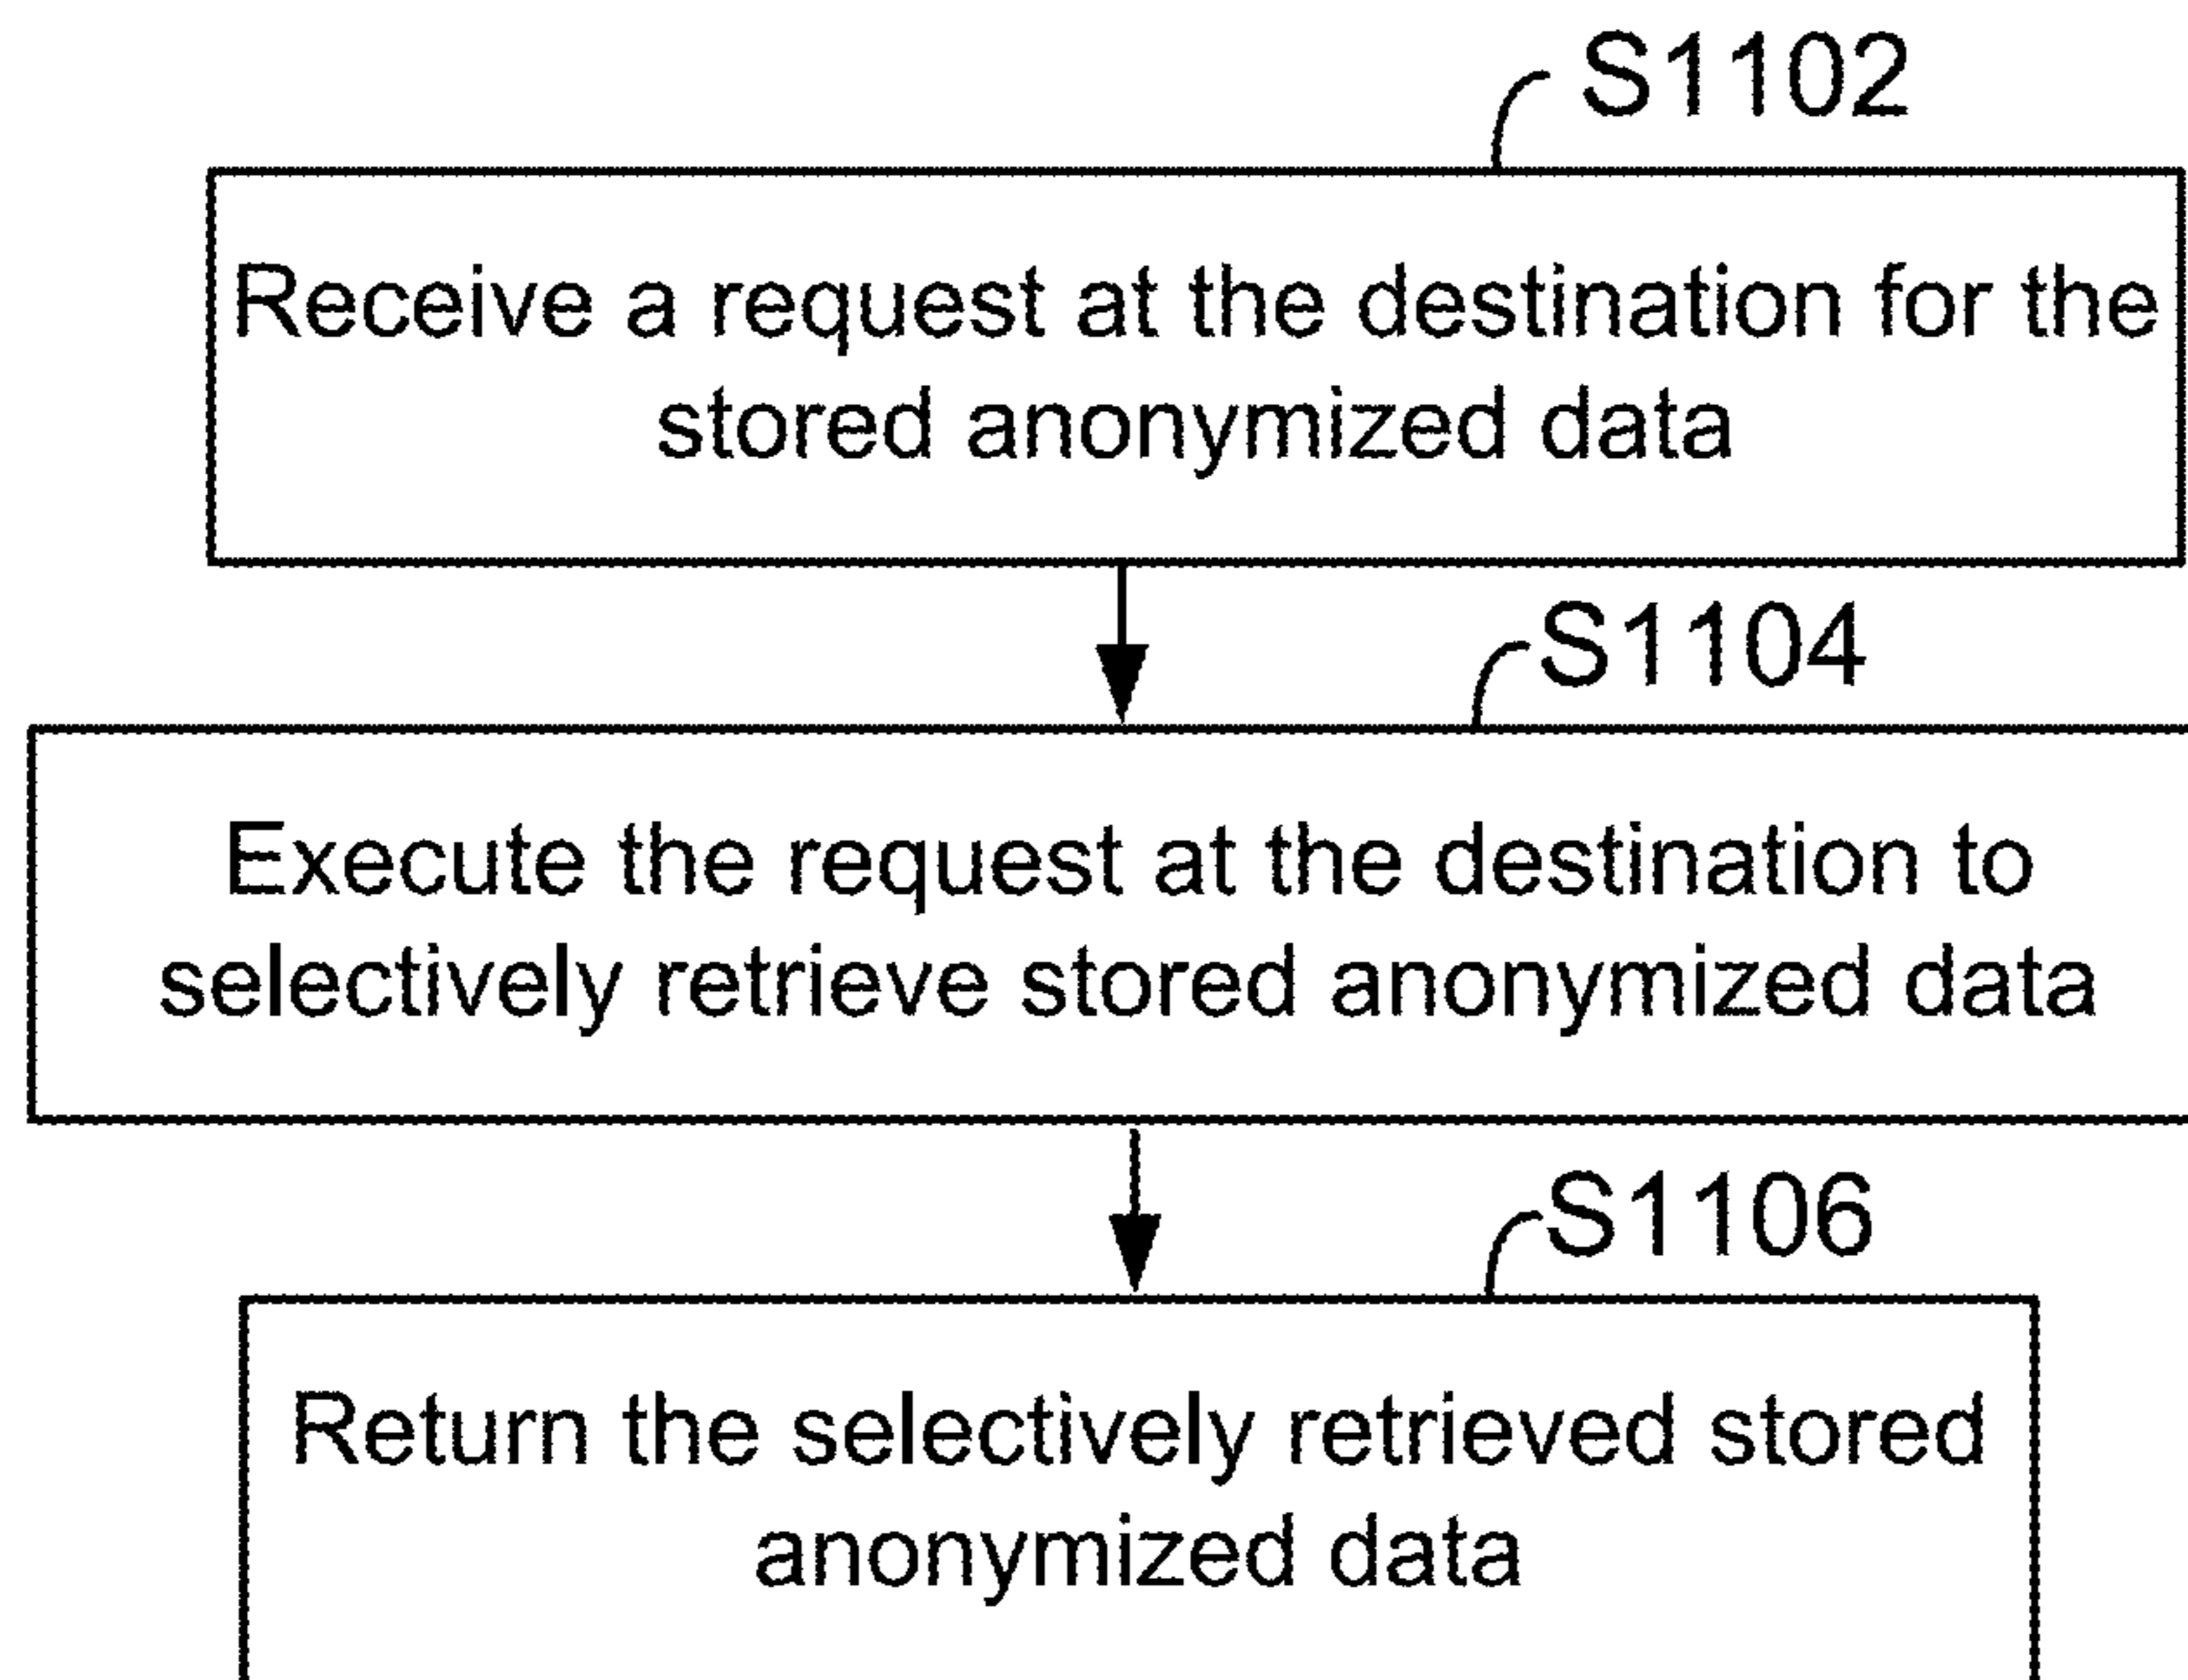 S1102
Receive a request at the destination for the
stored anonymized data
S1104
Execute the request at the destination to
selectively retrieve stored anonymized data
S1106
Return the selectively retrieved stored
anonymized data